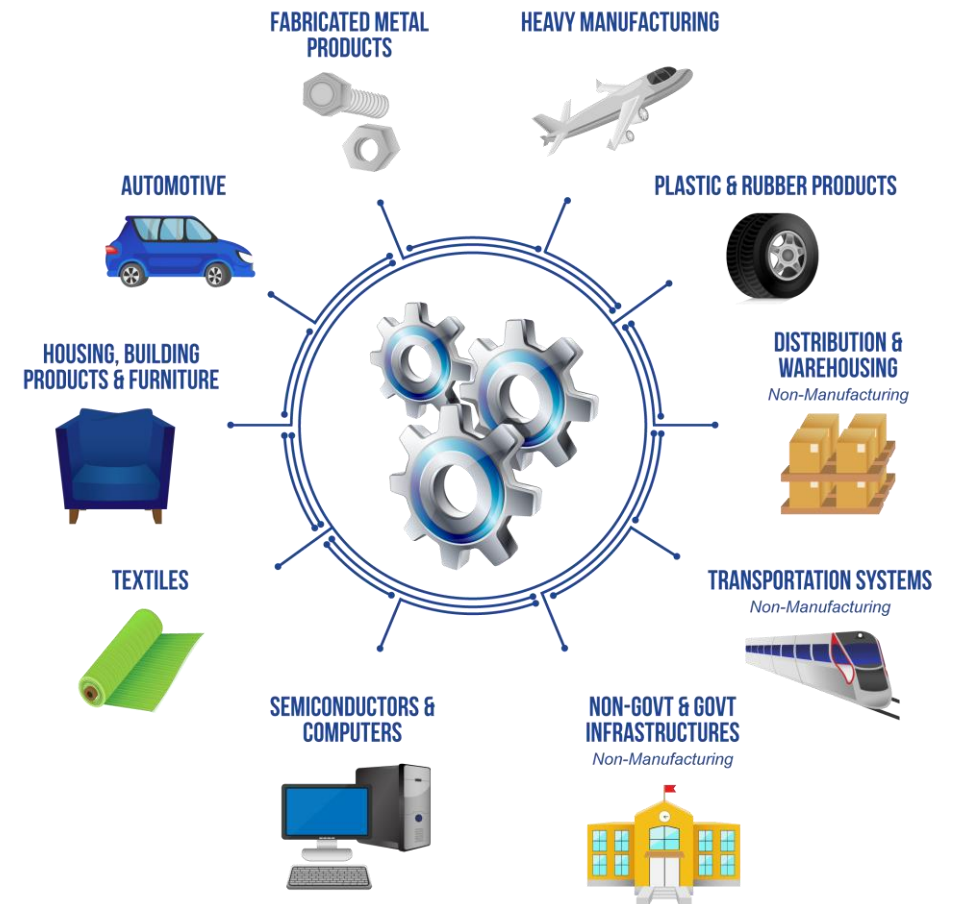 FABRICATED METAL
PRODUCTS
HEAVY MANUFACTURING
AUTOMOTIVE
PLASTIC & RUBBER PRODUCTS
HOUSING, BUILDING
PRODUCTS & FURNITURE
DISTRIBUTION &
WAREHOUSING
Non-Manufacturing
TEXTILES
TRANSPORTATION SYSTEMS
Non-Manufacturing
SEMICONDUCTORS &
COMPUTERS
NON-GOVT & GOVT
INFRASTRUCTURES
Non-Manufacturing